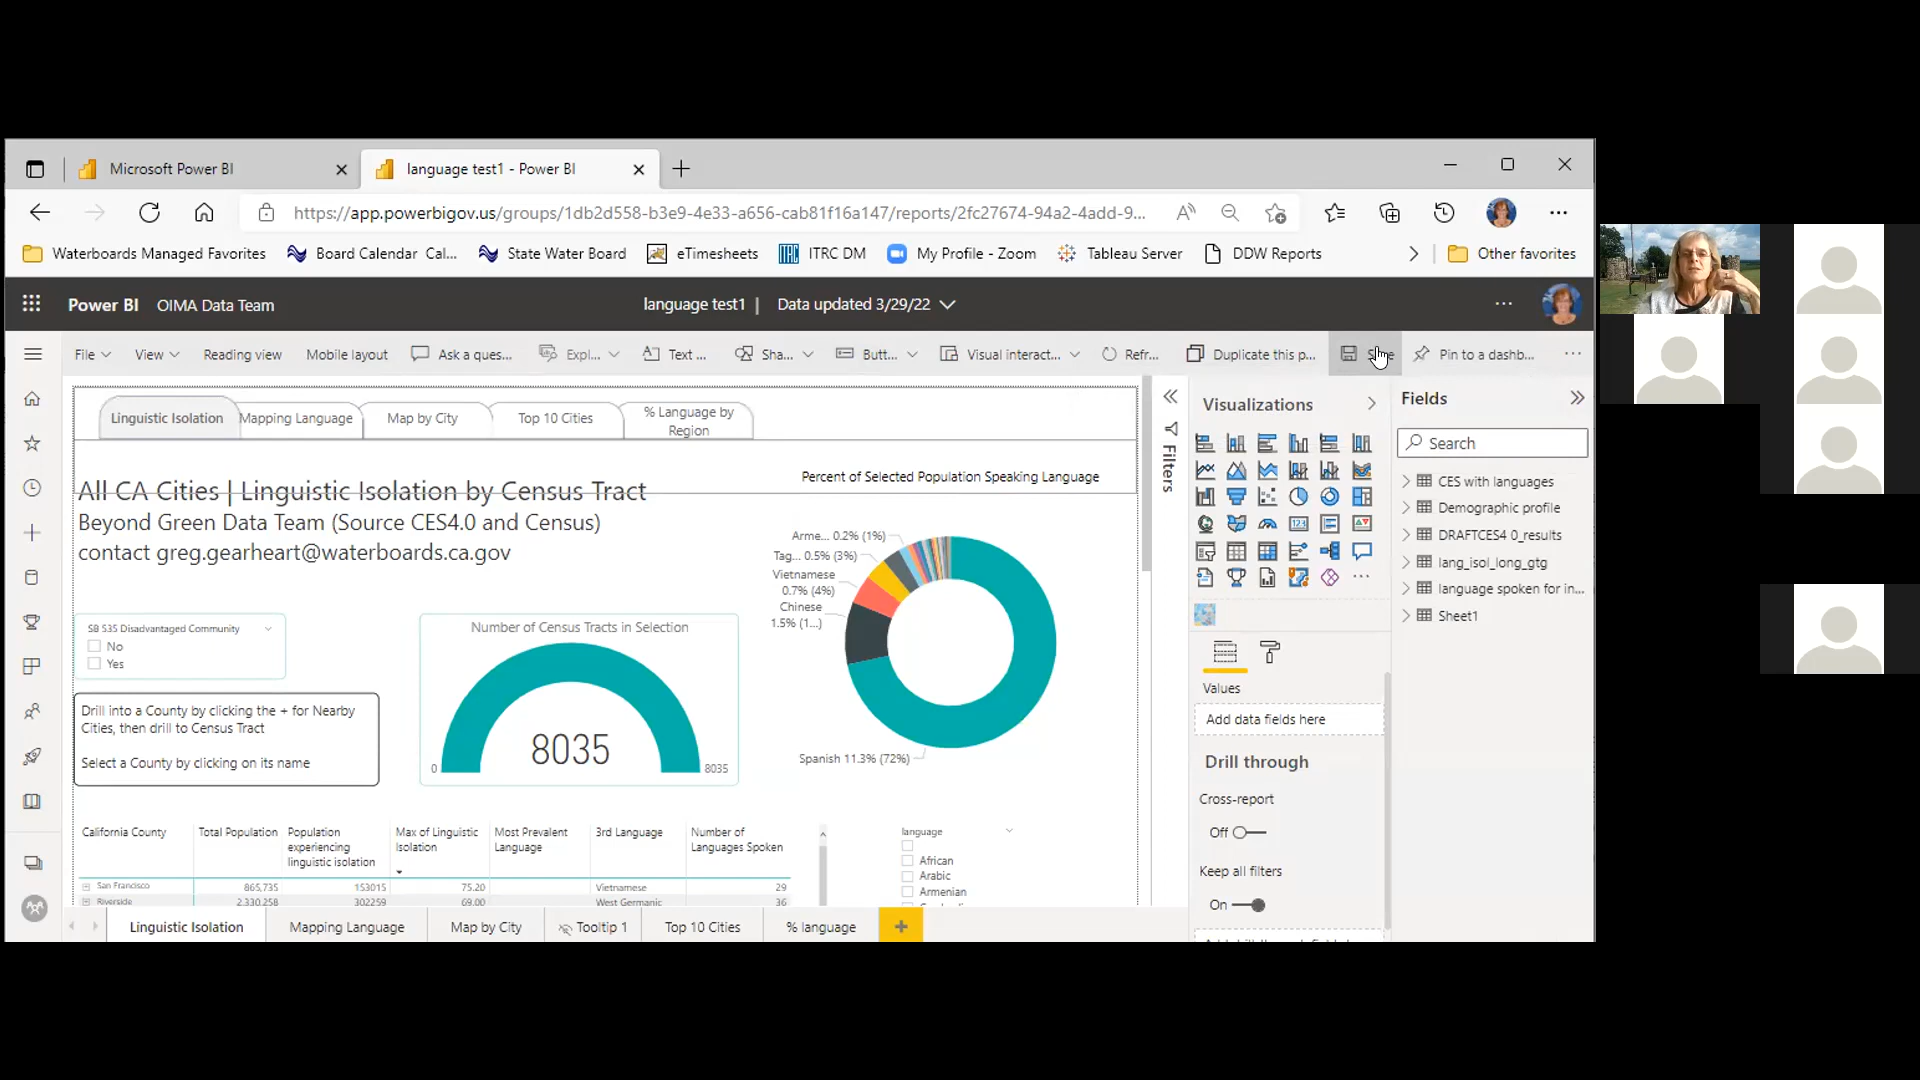 Microsoft Power BI
language test1 - Power BI
https://app.powerbigov.us/groups/1db2d558-b3e9-4e33-a656-cab81f16a147/reports/2fc27674-94a2-4add-9...
Waterboards Managed Favorites
Board Calendar Cal...
State Water Board
eTimesheets
ITRC DM
My Profile - Zoom
Tableau Server
DDW Reports
Other favorites
Power BI OIMA Data Team
language test1 | Data updated 3/29/22
File
View
Reading view
Mobile layout
Ask a ques...
Expl...
Text ...
Sha...
Butt...
Visual interact...
Refr...
Duplicate this p...
Pin to a dashb...
Linguistic Isolation
Mapping Language
Map by City
Top 10 Cities
% Language by
Region
All CA Cities | Linguistic Isolation by Census Tract
Beyond Green Data Team (Source CES4.0 and Census)
contact greg.gearheart@waterboards.ca.gov
Percent of Selected Population Speaking Language
Arme... 0.2% (1%)
Tag... 0.5% (3%)
Vietnamese
0.7% (4%)
Chinese
1.5% (1...)
Spanish 11.3% (72%)
SB 535 Disadvantaged Community
No
Yes
Drill into a County by clicking the + for Nearby
Cities, then drill to Census Tract
Select a County by clicking on its name
Number of Census Tracts in Selection
8035
0
8035
California County
Total Population
Population
experiencing
linguistic isolation
Max of Linguistic
Isolation
Most Prevalent
Language
3rd Language
Number of
Languages Spoken
San Francisco 865,735 153015 75.20 Vietnamese 29
Riverside 2,330,258 302259 69.00 West Germanic 36
language
African
Arabic
Armenian
Linguistic Isolation
Mapping Language
Map by City
Tooltip 1
Top 10 Cities
% language
Filters
Visualizations
Values
Add data fields here
Drill through
Cross-report
Off
Keep all filters
On
Fields
Search
CES with languages
Demographic profile
DRAFTCES4 0_results
lang_isol_long_gtg
language spoken for in...
Sheet1